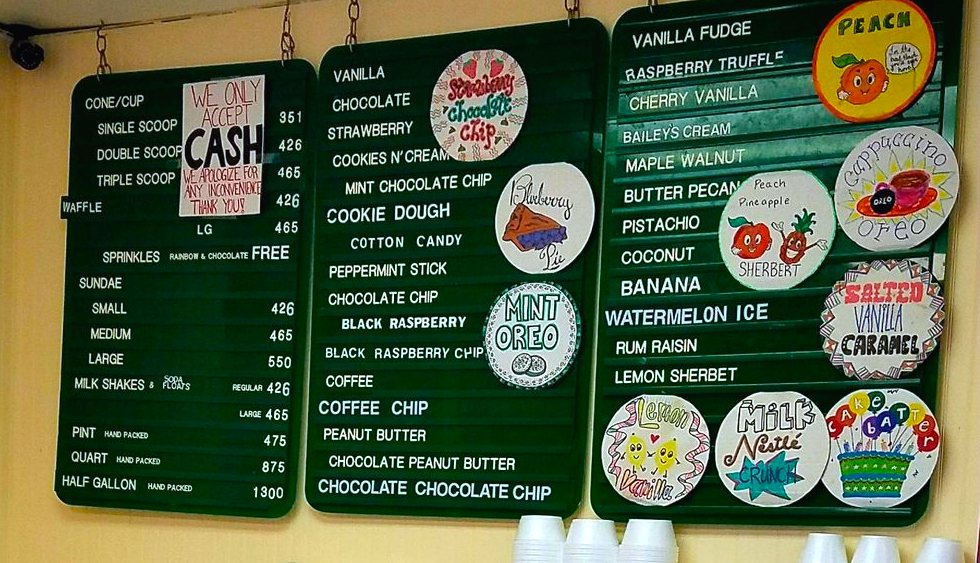 CONE/CUP
SINGLE SCOOP 351
DOUBLE SCOOP 426
TRIPLE SCOOP 465
WAFFLE 426
LG 465
SPRINKLES RAINBOW & CHOCOLATE FREE
SUNDAE
SMALL 426
MEDIUM 465
LARGE 550
MILK SHAKES & SODA FLOATS REGULAR 426
LARGE 465
PINT HAND PACKED 475
QUART HAND PACKED 875
HALF GALLON HAND PACKED 1300
WE ONLY
ACCEPT
CASH
WE APOLOGIZE FOR
ANY INCONVENIENCE
THANK YOU!
VANILLA
CHOCOLATE
STRAWBERRY
COOKIES N' CREAM
MINT CHOCOLATE CHIP
COOKIE DOUGH
COTTON CANDY
PEPPERMINT STICK
CHOCOLATE CHIP
BLACK RASPBERRY
BLACK RASPBERRY CHIP
COFFEE
COFFEE CHIP
PEANUT BUTTER
CHOCOLATE PEANUT BUTTER
CHOCOLATE CHOCOLATE CHIP
Strawberry
chocolate
chip
Blueberry
Pie
MINT
OREO
VANILLA FUDGE
RASPBERRY TRUFFLE
CHERRY VANILLA
BAILEY'S CREAM
MAPLE WALNUT
BUTTER PECAN
PISTACHIO
COCONUT
BANANA
WATERMELON ICE
RUM RAISIN
LEMON SHERBET
PEACH
Cappuccino
OREO
Oreo
Peach
Pineapple
SHERBERT
SALTED
VANILLA
CARAMEL
Lemon
Vanilla
MILK
Nestlé
CRUNCH
CAKE
bATTer